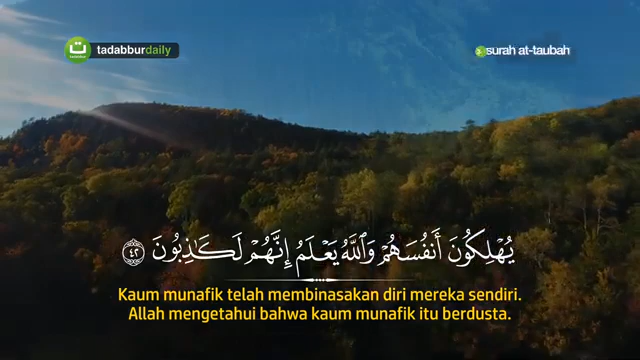 tadabburdaily
surah at-taubah
يُهْلِكُونَ أَنفُسَهُمْ وَٱللَّهُ يَعْلَمُ إِنَّهُمْ لَكَـٰذِبُونَ ٤٢
Kaum munafik telah membinasakan diri mereka sendiri.
Allah mengetahui bahwa kaum munafik itu berdusta.